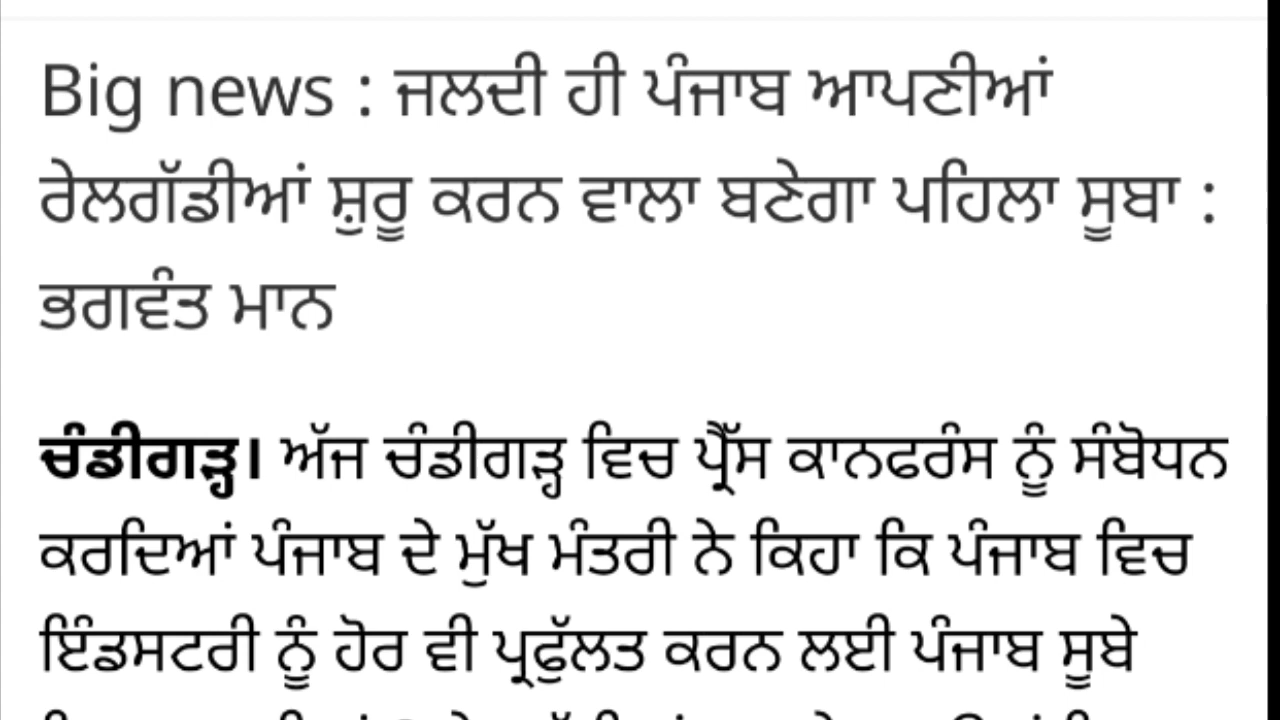 Big news : ਜਲਦੀ ਹੀ ਪੰਜਾਬ ਆਪਣੀਆਂ
ਰੇਲਗੱਡੀਆਂ ਸ਼ੁਰੂ ਕਰਨ ਵਾਲਾ ਬਣੇਗਾ ਪਹਿਲਾ ਸੂਬਾ :
ਭਗਵੰਤ ਮਾਨ
ਚੰਡੀਗੜ੍ਹ। ਅੱਜ ਚੰਡੀਗੜ੍ਹ ਵਿਚ ਪ੍ਰੈੱਸ ਕਾਨਫਰੰਸ ਨੂੰ ਸੰਬੋਧਨ
ਕਰਦਿਆਂ ਪੰਜਾਬ ਦੇ ਮੁੱਖ ਮੰਤਰੀ ਨੇ ਕਿਹਾ ਕਿ ਪੰਜਾਬ ਵਿਚ
ਇੰਡਸਟਰੀ ਨੂੰ ਹੋਰ ਵੀ ਪ੍ਰਫੁੱਲਤ ਕਰਨ ਲਈ ਪੰਜਾਬ ਸੂਬੇ